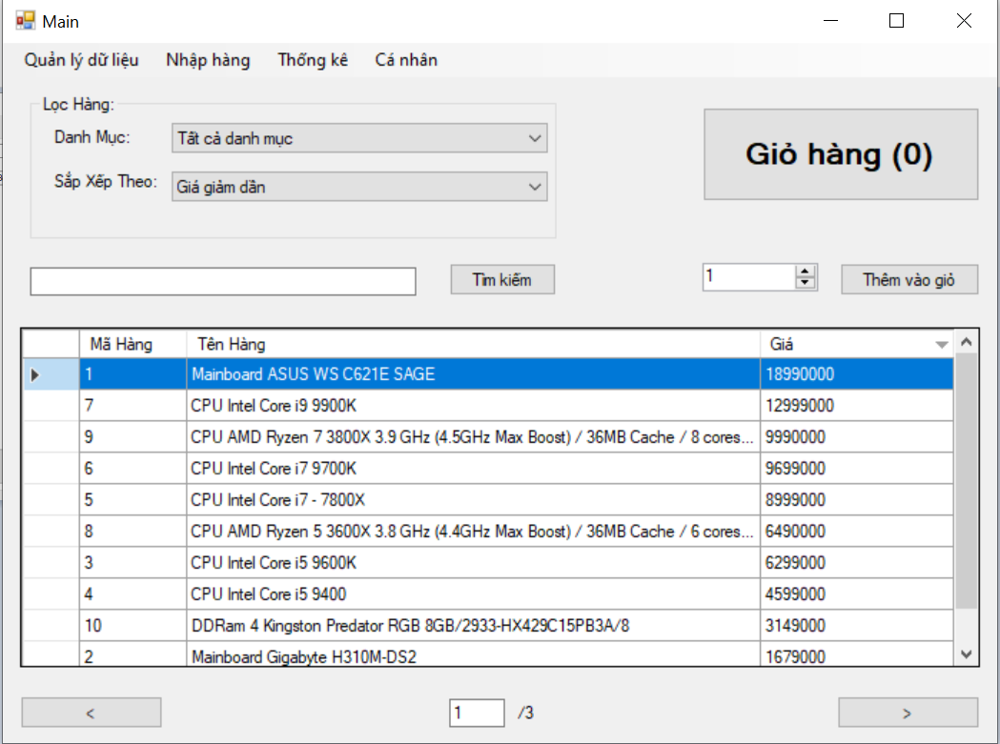 Main
Quản lý dữ liệu Nhập hàng Thống kê Cá nhân
Lọc Hàng:
Danh Mục: Tất cả danh mục
Sắp Xếp Theo: Giá giảm dần
Giỏ hàng (0)
Tìm kiếm 1 Thêm vào giỏ
Mã Hàng Tên Hàng Giá
1 Mainboard ASUS WS C621E SAGE 18990000
7 CPU Intel Core i9 9900K 12999000
9 CPU AMD Ryzen 7 3800X 3.9 GHz (4.5GHz Max Boost) / 36MB Cache / 8 cores... 9990000
6 CPU Intel Core i7 9700K 9699000
5 CPU Intel Core i7 - 7800X 8999000
8 CPU AMD Ryzen 5 3600X 3.8 GHz (4.4GHz Max Boost) / 36MB Cache / 6 cores... 6490000
3 CPU Intel Core i5 9600K 6299000
4 CPU Intel Core i5 9400 4599000
10 DDRam 4 Kingston Predator RGB 8GB/2933-HX429C15PB3A/8 3149000
2 Mainboard Gigabyte H310M-DS2 1679000
< 1 /3 >